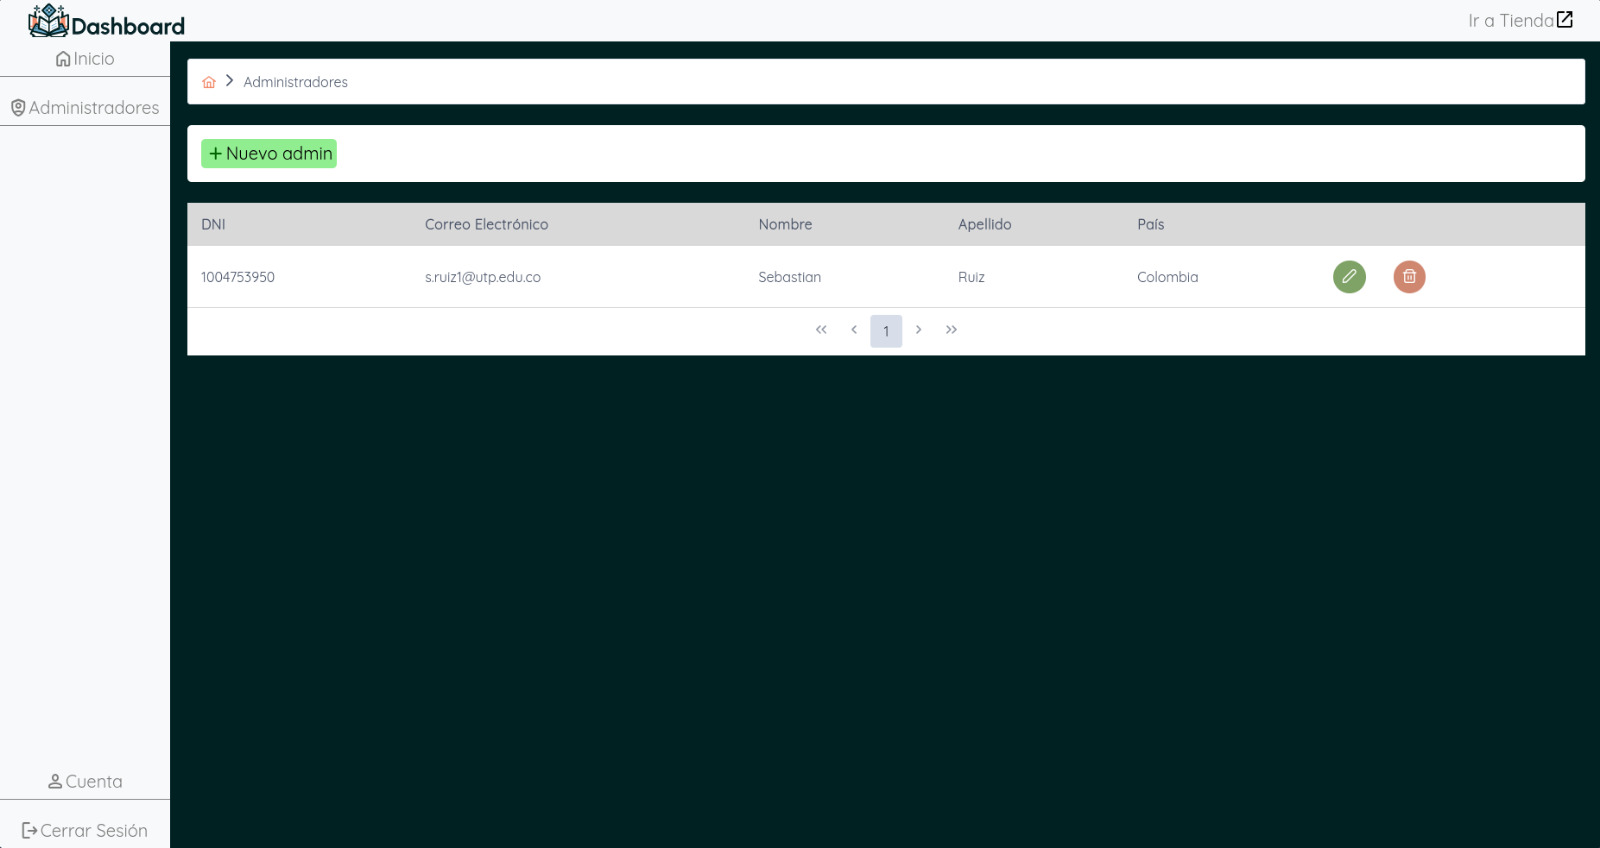 Dashboard
Ir a Tienda
Inicio
Administradores
Cuenta
Cerrar Sesión
Administradores
Nuevo admin
DNI Correo Electrónico Nombre Apellido País
1004753950 s.ruiz1@utp.edu.co Sebastian Ruiz Colombia
1